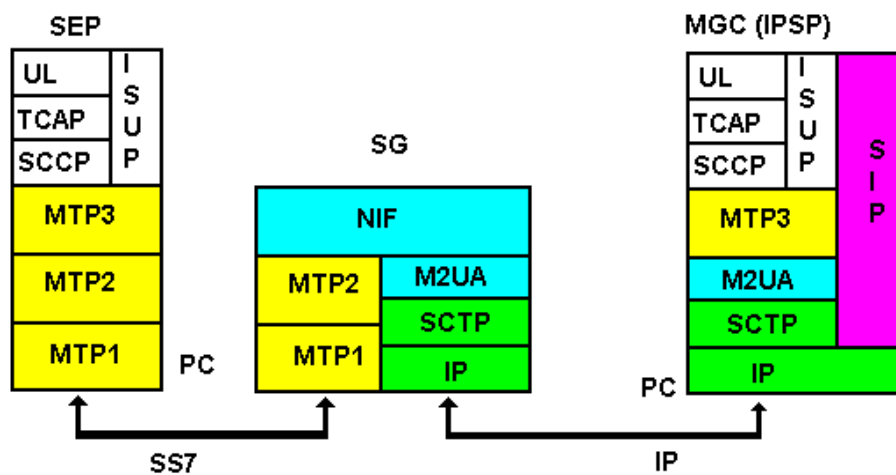 SEP
UL
TCAP
SCCP
I
S
U
P
MTP3
MTP2
MTP1
PC
SS7
SG
NIF
MTP2
M2UA
SCTP
MTP1
IP
IP
MGC (IPSP)
UL
TCAP
SCCP
I
S
U
P
S
I
P
MTP3
M2UA
SCTP
PC
IP